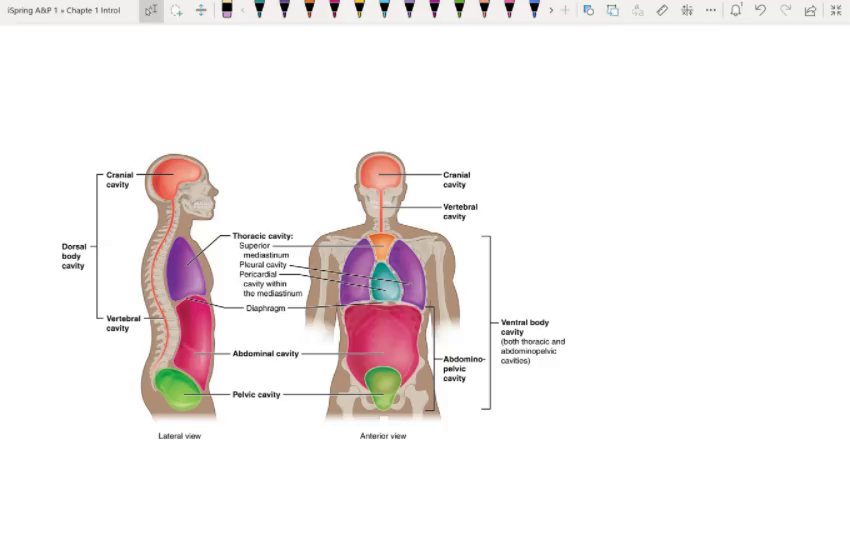 iSpring A&P 1 » Chapte 1 Introl
Cranial
cavity
Dorsal
body
cavity
Vertebral
cavity
Thoracic cavity:
Superior
mediastinum
Pleural cavity
Pericardial
cavity within
the mediastinum
Diaphragm
Abdominal cavity
Pelvic cavity
Cranial
cavity
Vertebral
cavity
Abdomino-
pelvic
cavity
Ventral body
cavity
(both thoracic and
abdominopelvic
cavities)
Lateral view
Anterior view